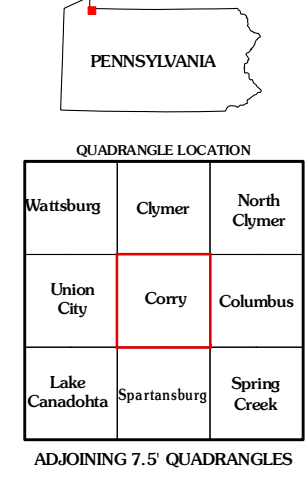 PENNSYLVANIA
QUADRANGLE LOCATION
Wattsburg
Clymer
North
Clymer
Union
City
Corry
Columbus
Lake
Canadohta
Spartansburg
Spring
Creek
ADJOINING 7.5' QUADRANGLES